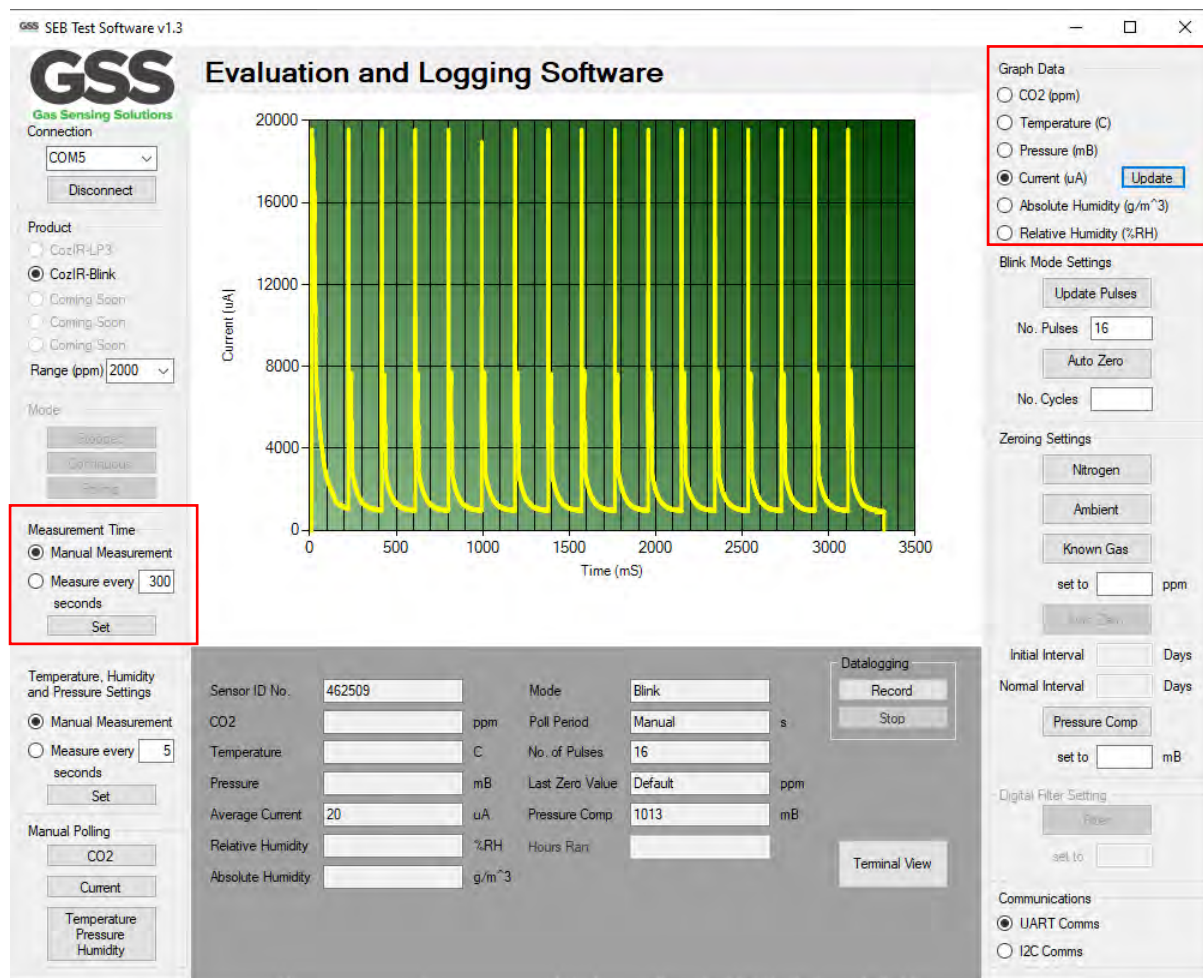 GSS SEB Test Software v1.3
GSS
Gas Sensing Solutions
Evaluation and Logging Software
Connection
COM5
Disconnect
Product
CozIR-LP3
CozIR-Blink
Coming Soon
Coming Soon
Coming Soon
Range (ppm) 2000
Mode
Stopped
Continuous
Polling
Measurement Time
Manual Measurement
Measure every 300
seconds
Set
Temperature, Humidity
and Pressure Settings
Manual Measurement
Measure every 5
seconds
Set
Manual Polling
CO2
Current
Temperature
Pressure
Humidity
20000
16000
12000
8000
4000
0
Current (uA)
0 500 1000 1500 2000 2500 3000 3500
Time (mS)
Sensor ID No. 462509
CO2 ppm
Temperature C
Pressure mB
Average Current 20 uA
Relative Humidity %RH
Absolute Humidity g/m^3
Mode Blink
Poll Period Manual s
No. of Pulses 16
Last Zero Value Default ppm
Pressure Comp 1013 mB
Hours Ran
Datalogging
Record
Stop
Terminal View
Graph Data
CO2 (ppm)
Temperature (C)
Pressure (mB)
Current (uA) Update
Absolute Humidity (g/m^3)
Relative Humidity (%RH)
Blink Mode Settings
Update Pulses
No. Pulses 16
Auto Zero
No. Cycles
Zeroing Settings
Nitrogen
Ambient
Known Gas
set to ppm
Auto Zero
Initial Interval Days
Normal Interval Days
Pressure Comp
set to mB
Digital Filter Setting
Filter
set to
Communications
UART Comms
I2C Comms